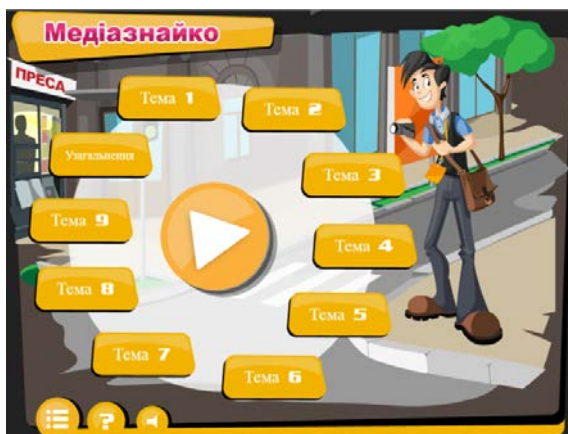 Медіазнайко
ПРЕСА
Тема 1
Тема 2
Узагальнення
Тема 3
Тема 9
Тема 4
Тема 8
Тема 5
Тема 7
Тема 6
?